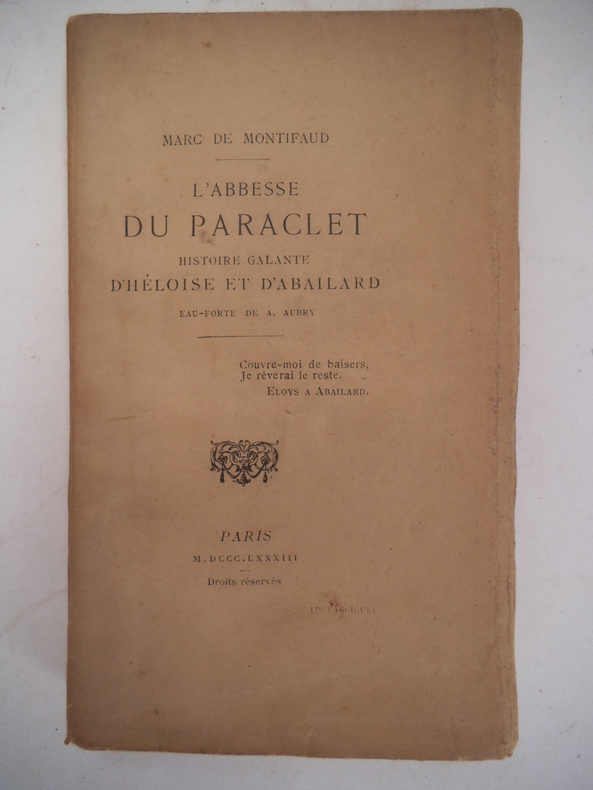 MARC DE MONTIFAUD
L'ABBESSE
DU PARACLET
HISTOIRE GALANTE
D'HÉLOISE ET D'ABAILARD
EAU-FORTE DE A. AUBRY
Couvre-moi de baisers,
Je rêverai le reste.
ELOYS A ABAILARD.
PARIS
M.DCCC.LXXXIII
Droits réservés
FASCICULE